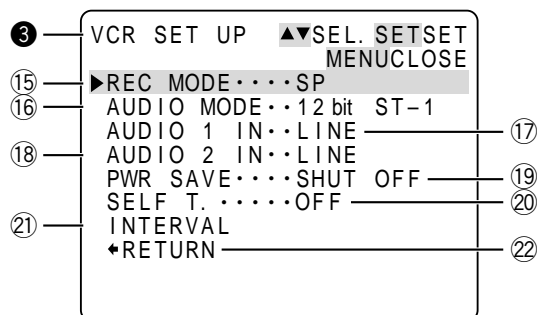 ❸ VCR SET UP ▲▼SEL. SETSET
MENUCLOSE
⑮ ▶REC MODE・・・・SP
⑯ AUDIO MODE・・12bit ST–1
AUDIO 1 IN・・LINE ⑰
⑱ AUDIO 2 IN・・LINE
PWR SAVE・・・・SHUT OFF ⑲
SELF T.・・・・・OFF ⑳
㉑ INTERVAL
🠸RETURN ㉒